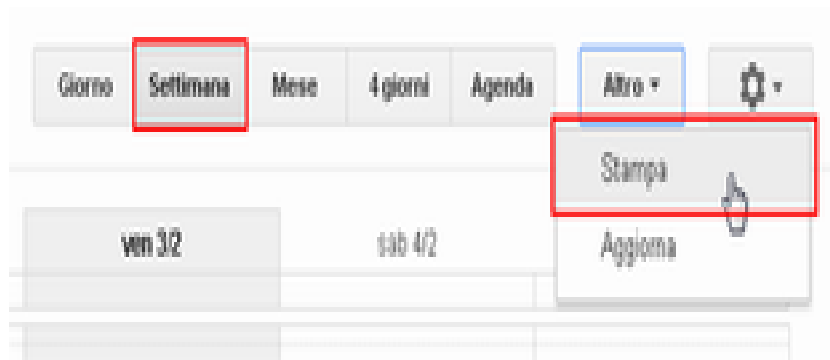 Giorno Settimana Mese 4 giorni Agenda Altro
Stampa
ven 3/2 sab 4/2 Aggiorna